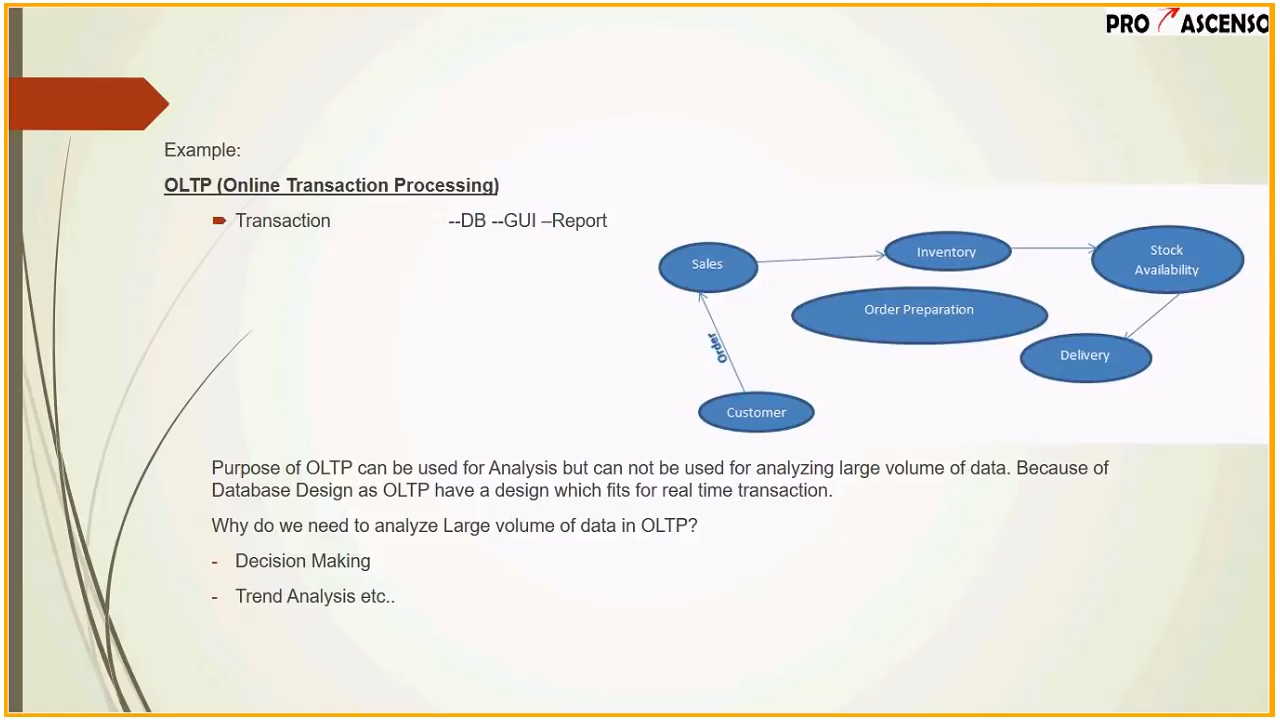 PRO ASCENSO
Example:
OLTP (Online Transaction Processing)
Transaction --DB --GUI –Report
Sales
Inventory
Stock
Availability
Order Preparation
Order
Delivery
Customer
Purpose of OLTP can be used for Analysis but can not be used for analyzing large volume of data. Because of
Database Design as OLTP have a design which fits for real time transaction.
Why do we need to analyze Large volume of data in OLTP?
- Decision Making
- Trend Analysis etc..